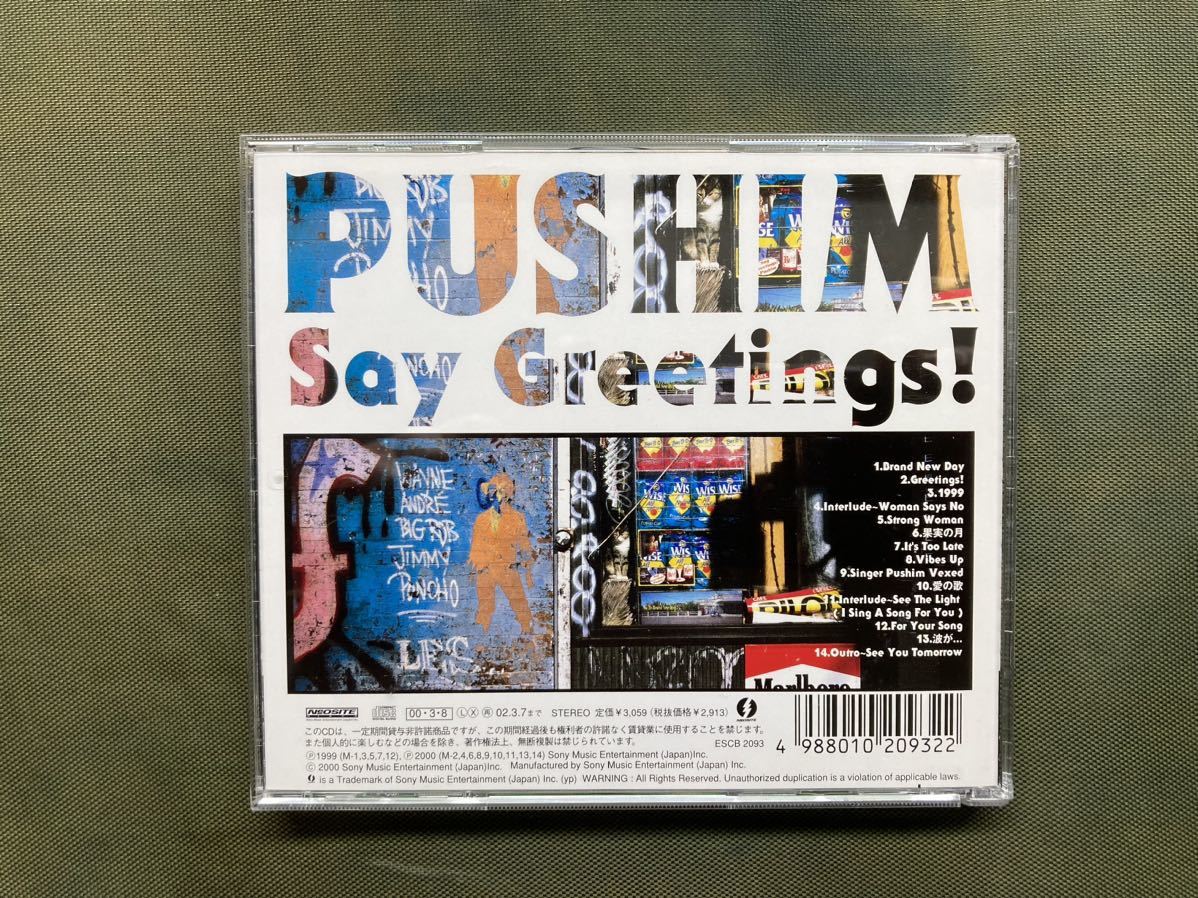 PUSHIM
Say Greetings!
WAYNE
ANDRÉ
BIG ROB
JIMMY
PONCHO
1.Brand New Day
2.Greetings!
3.1999
4.Interlude~Woman Says No
5.Strong Woman
6.果実の月
7.It's Too Late
8.Vibes Up
9.Singer Pushim Vexed
10.愛の歌
11.Interlude~See The Light
( I Sing A Song For You )
12.For Your Song
13.波が...
14.Outro~See You Tomorrow
WISE
Marlboro
NEOSITE
00・3・8 L X 再 02.3.7まで STEREO 定価¥3,059 (税抜価格¥2,913)
NEOSITE
このCDは、一定期間貸与非許諾商品ですが、この期間経過後も権利者の許諾なく賃貸業に使用することを禁じます。
また個人的に楽しむなどの場合を除き、著作権法上、無断複製は禁じられています。
ESCB 2093
4 988010 209322
Ⓟ1999 (M-1,3,5,7,12), Ⓟ 2000 (M-2,4,6,8,9,10,11,13,14) Sony Music Entertainment (Japan)Inc.
© 2000 Sony Music Entertainment (Japan)Inc. Manufactured by Sony Music Entertainment (Japan) Inc.
is a Trademark of Sony Music Entertainment (Japan) Inc. (yp) WARNING : All Rights Reserved. Unauthorized duplication is a violation of applicable laws.